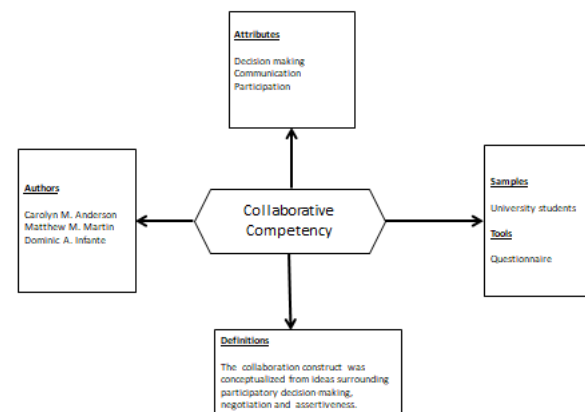 Attributes
Decision making
Communication
Participation
Authors
Carolyn M. Anderson
Matthew M. Martin
Dominic A. Infante
Collaborative
Competency
Samples
University students
Tools
Questionnaire
Definitions
The collaboration construct was
conceptualized from ideas surrounding
participatory decision making,
negotiation and assertiveness.